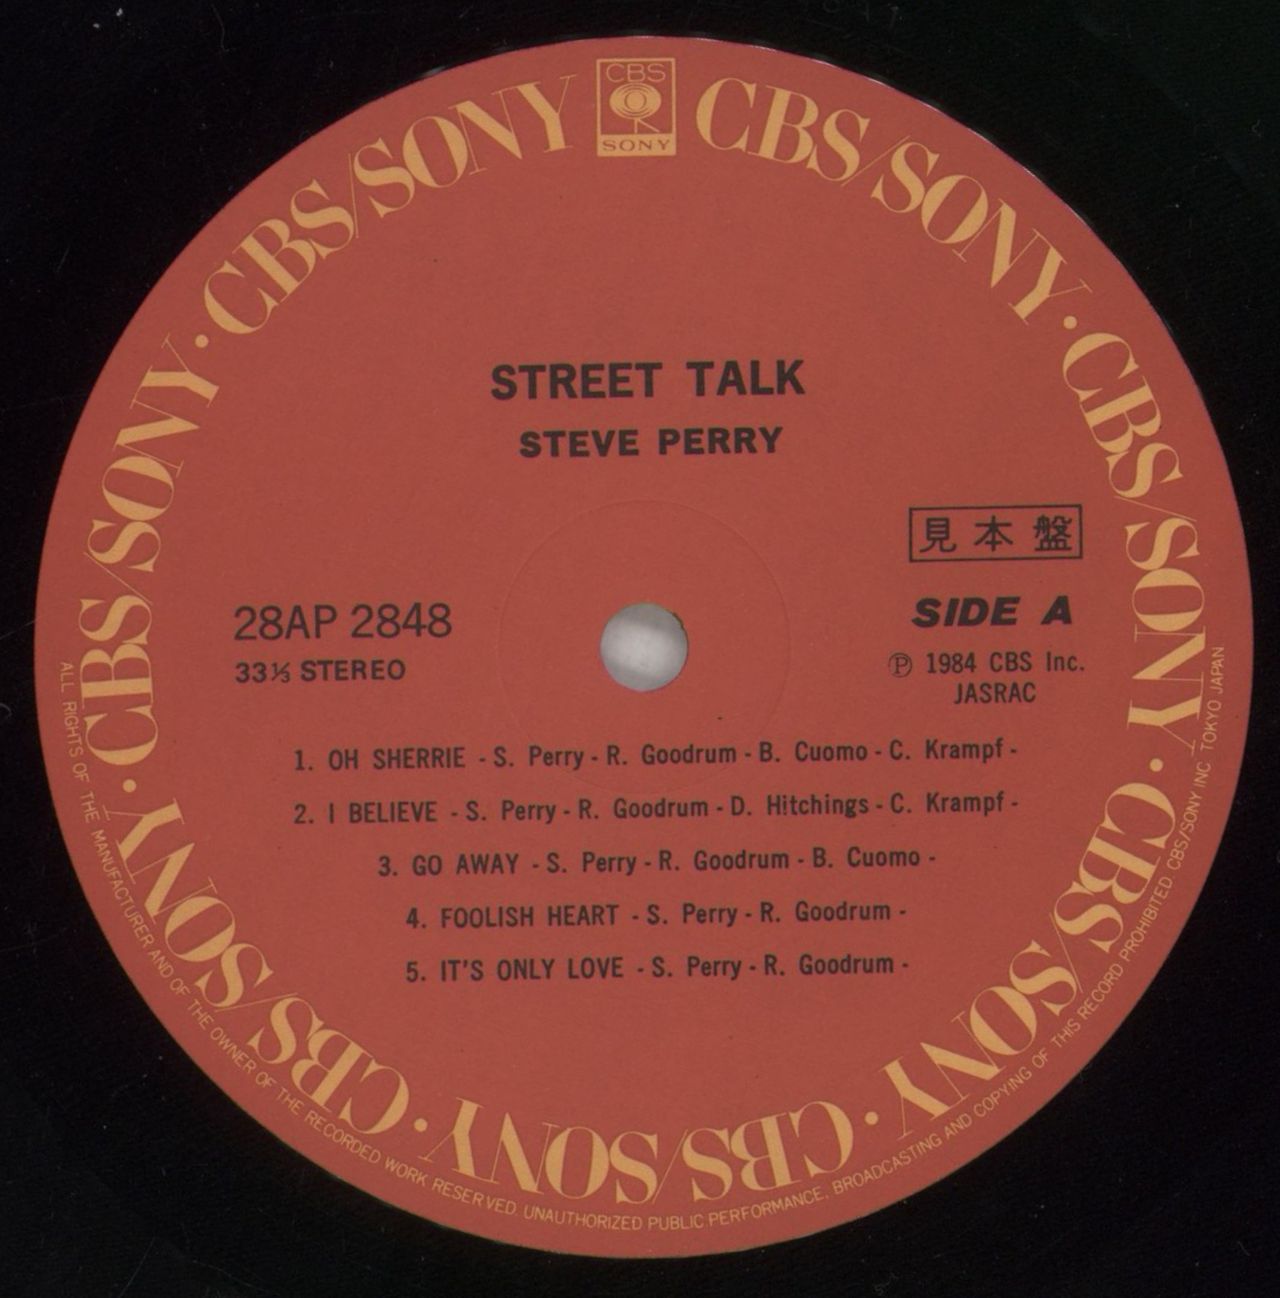 CBS
SONY
CBS/SONY · CBS/SONY · CBS/SONY · CBS/SONY · CBS/SONY · CBS/SONY · CBS/SONY
STREET TALK
STEVE PERRY
見本盤
28AP 2848
SIDE A
33⅓ STEREO
Ⓟ 1984 CBS Inc.
JASRAC
1. OH SHERRIE - S. Perry - R. Goodrum - B. Cuomo - C. Krampf -
2. I BELIEVE - S. Perry - R. Goodrum - D. Hitchings - C. Krampf -
3. GO AWAY - S. Perry - R. Goodrum - B. Cuomo -
4. FOOLISH HEART - S. Perry - R. Goodrum -
5. IT'S ONLY LOVE - S. Perry - R. Goodrum -
ALL RIGHTS OF THE MANUFACTURER AND OF THE OWNER OF THE RECORDED WORK RESERVED. UNAUTHORIZED PUBLIC PERFORMANCE. BROADCASTING AND COPYING OF THIS RECORD PROHIBITED CBS/SONY INC TOKYO JAPAN